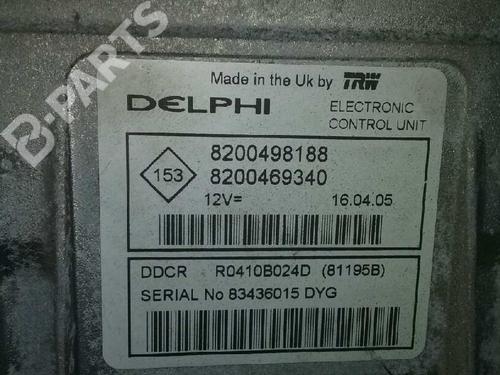 Made in the Uk by TRW
DELPHI
ELECTRONIC
CONTROL UNIT
153
8200498188
8200469340
12V=
16.04.05
DDCR R0410B024D (81195B)
SERIAL No 83436015 DYG
B-PARTS